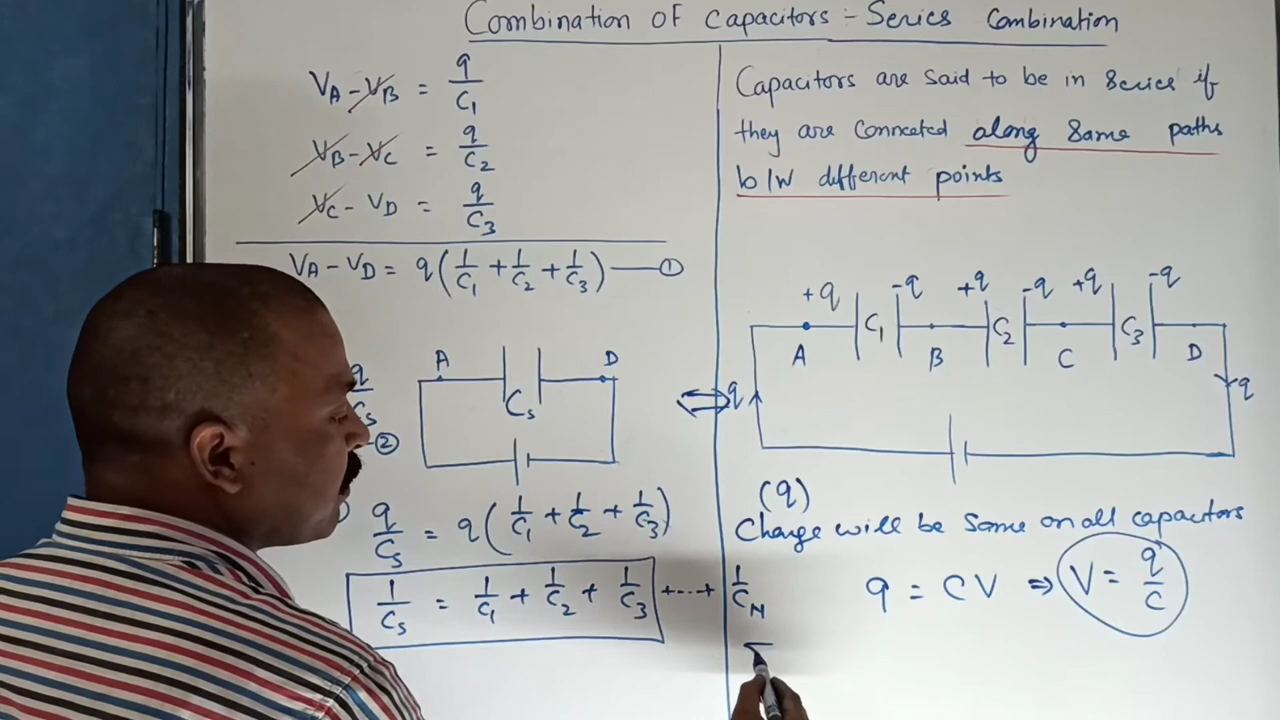 Combination of Capacitors :- Series Combination
VA - VB = q/C1
VB - VC = q/C2
VC - VD = q/C3
VA - VD = q(1/C1 + 1/C2 + 1/C3) — ①
q/Cs
②
A D
Cs
q/Cs = q(1/C1 + 1/C2 + 1/C3)
1/Cs = 1/C1 + 1/C2 + 1/C3 +...+ 1/CN
Capacitors are said to be in Series if
they are Connected along Same paths
b/w different points
+q -q +q -q +q -q
C1 C2 C3
A B C D
⇔ q q
(q)
Charge will be Same on all capacitors
q = CV ⇒ V = q/C